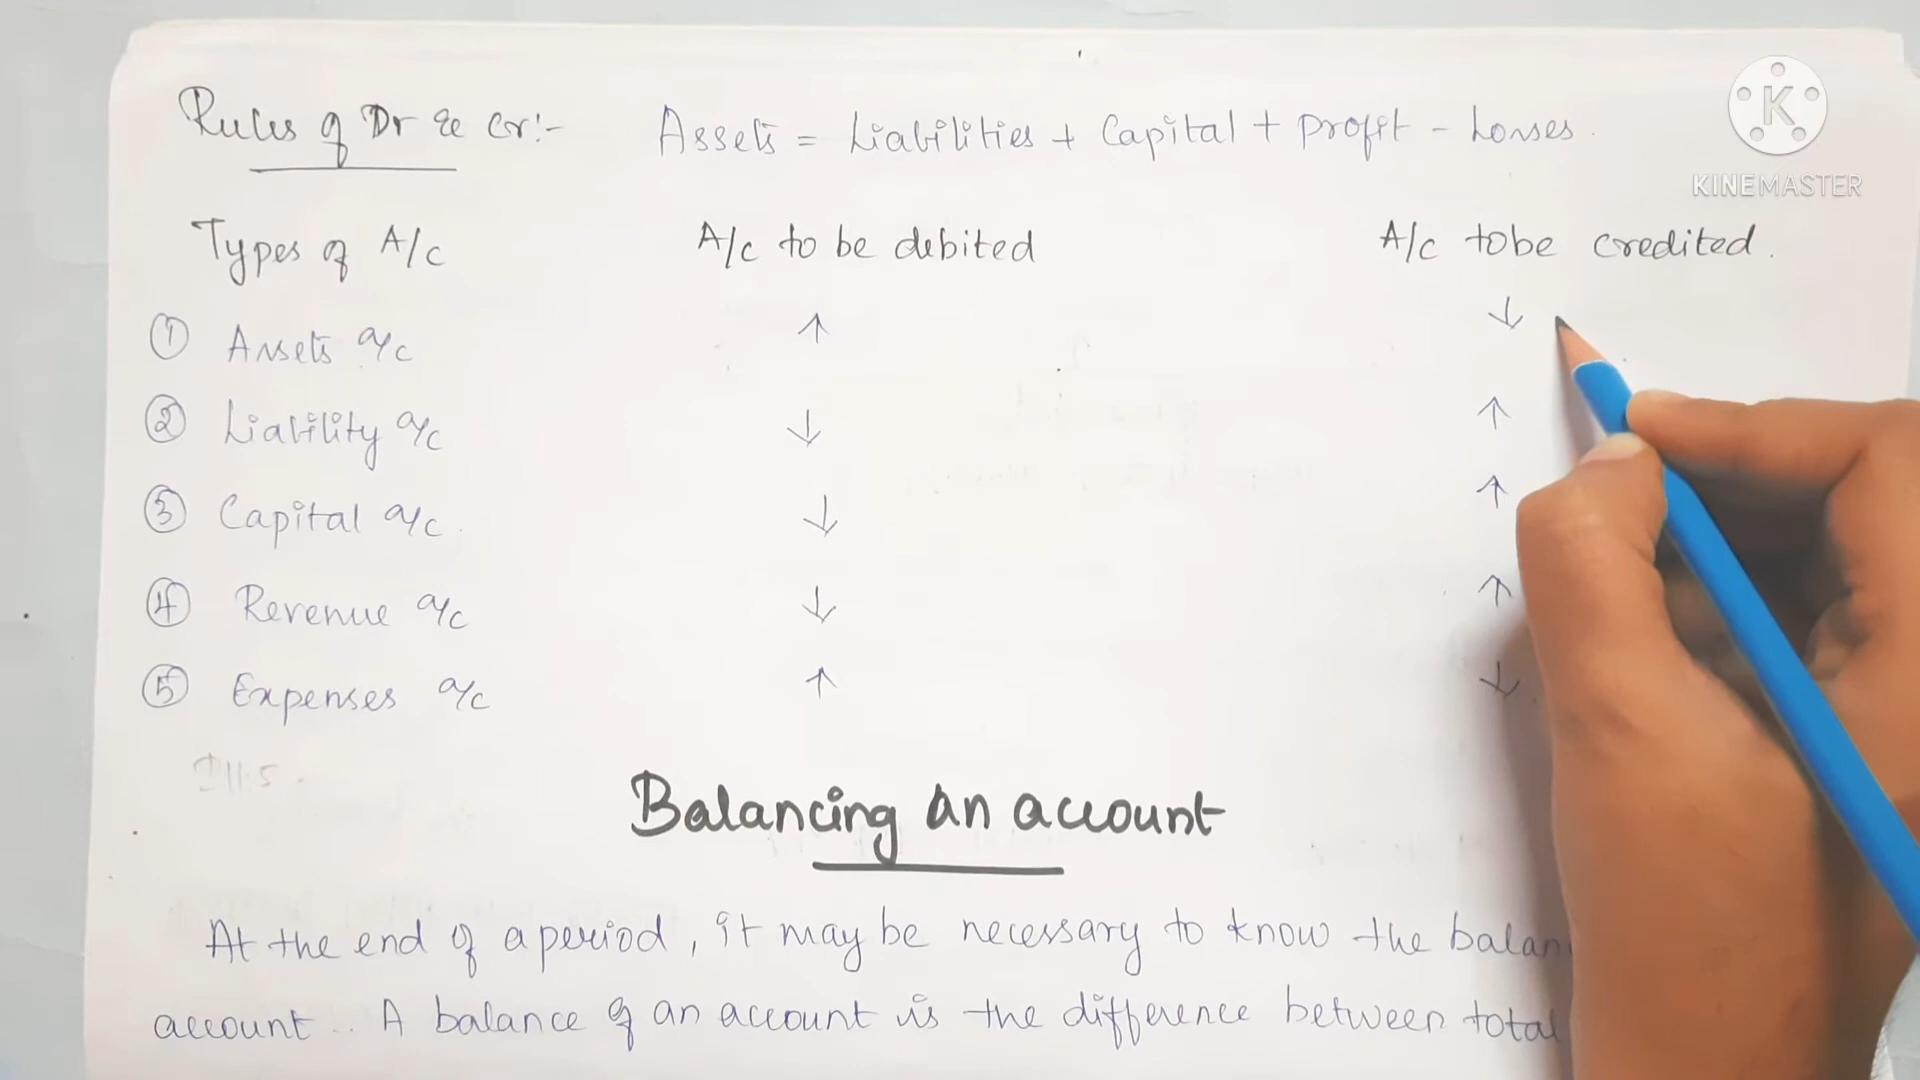 Rules of Dr & Cr:- Assets = Liabilities + Capital + Profit - Losses.
KINEMASTER
Types of A/c A/c to be debited A/c to be credited.
① Assets a/c ↑ ↓
② Liability a/c ↓ ↑
③ Capital a/c. ↓ ↑
④ Revenue a/c ↓ ↑
⑤ Expenses a/c ↑ ↓
Balancing an account
At the end of a period, it may be necessary to know the
account.. A balance of an account is the difference between total